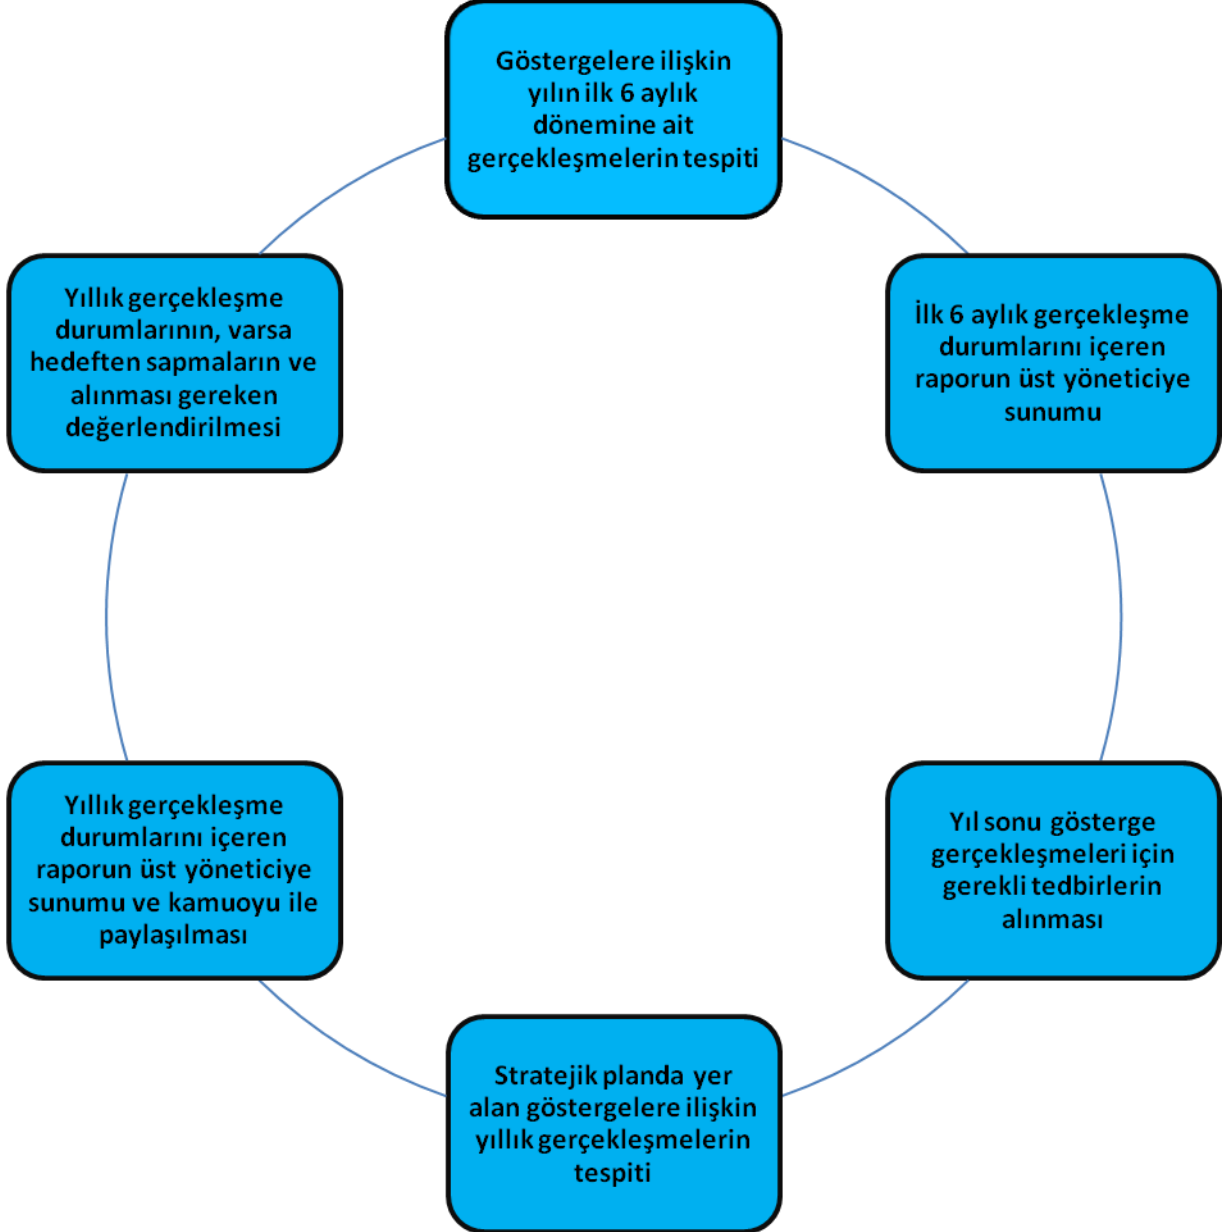 Göstergelere ilişkin
yılın ilk 6 aylık
dönemine ait
gerçekleşmelerin tespiti
İlk 6 aylık gerçekleşme
durumlarını içeren
raporun üst yöneticiye
sunumu
Yıl sonu gösterge
gerçekleşmeleri için
gerekli tedbirlerin
alınması
Stratejik planda yer
alan göstergelere ilişkin
yıllık gerçekleşmelerin
tespiti
Yıllık gerçekleşme
durumlarını içeren
raporun üst yöneticiye
sunumu ve kamuoyu ile
paylaşılması
Yıllık gerçekleşme
durumlarının, varsa
hedeften sapmaların ve
alınması gereken
değerlendirilmesi